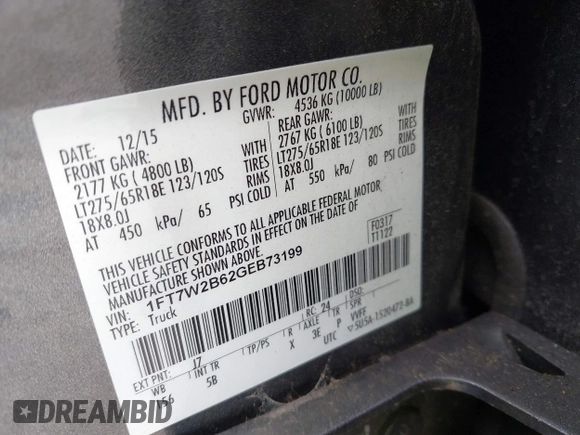 MFD. BY FORD MOTOR CO.
DATE: 12/15 GVWR: 4536 KG (10000 LB)
FRONT GAWR: REAR GAWR:
2177 KG ( 4800 LB) WITH 2767 KG ( 6100 LB) WITH
LT275/65R18E 123/120S TIRES LT275/65R18E 123/120S TIRES
18X8.0J RIMS 18X8.0J RIMS
AT 450 kPa/ 65 PSI COLD AT 550 kPa/ 80 PSI COLD
THIS VEHICLE CONFORMS TO ALL APPLICABLE FEDERAL MOTOR
VEHICLE SAFETY STANDARDS IN EFFECT ON THE DATE OF
MANUFACTURE SHOWN ABOVE.
VIN: 1FT7W2B62GEB73199
TYPE: Truck
F0317
T1122
EXT PNT: J7 RC: 24 DSO:
WB INT TR TP/PS R AXLE TR SPR
156 5B X 3E P VVFF
UTC 5U5A-1520472-BA
DREAMBID